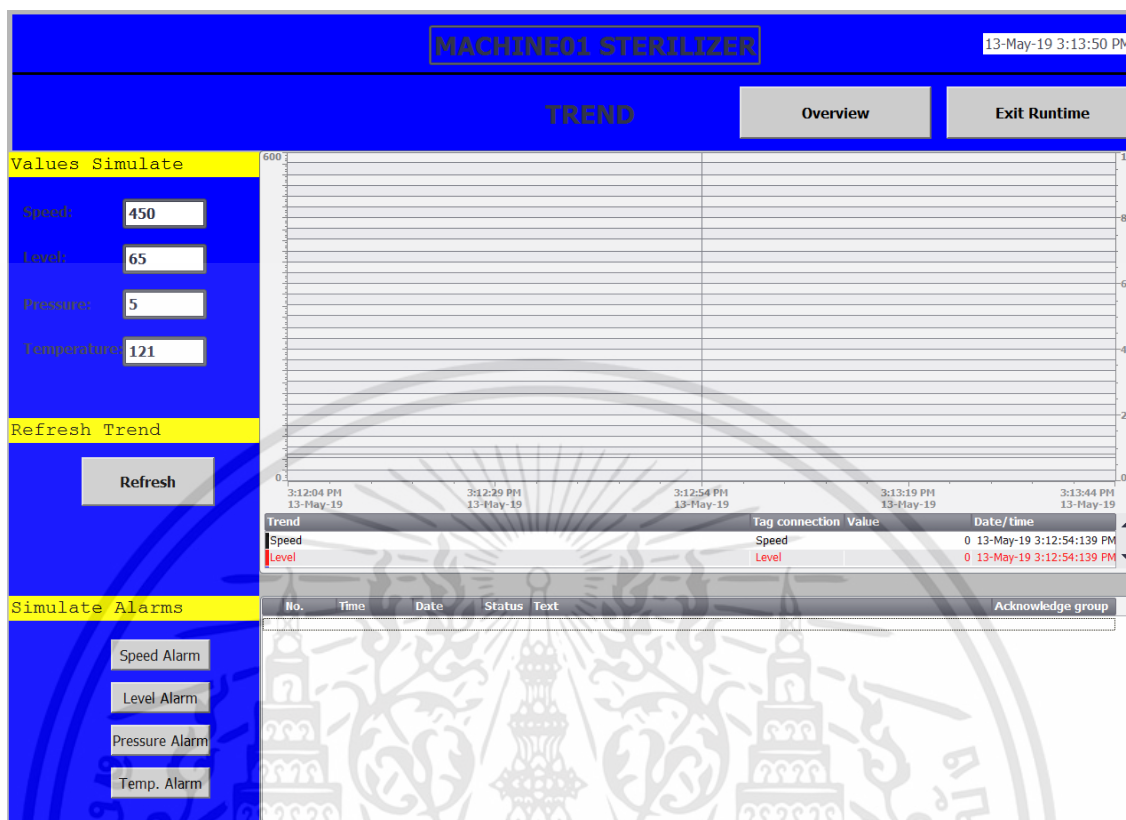 MACHINE01 STERILIZER
13-May-19 3:13:50 PM
TREND
Overview
Exit Runtime
Values Simulate
Speed: 450
Level: 65
Pressure: 5
Temperature: 121
Refresh Trend
Refresh
Simulate Alarms
Speed Alarm
Level Alarm
Pressure Alarm
Temp. Alarm
600
0
8
6
4
2
0
3:12:04 PM 3:12:29 PM 3:12:54 PM 3:13:19 PM 3:13:44 PM
13-May-19 13-May-19 13-May-19 13-May-19 13-May-19
Trend Tag connection Value Date/time
Speed Speed 0 13-May-19 3:12:54:139 PM
Level Level 0 13-May-19 3:12:54:139 PM
No. Time Date Status Text Acknowledge group